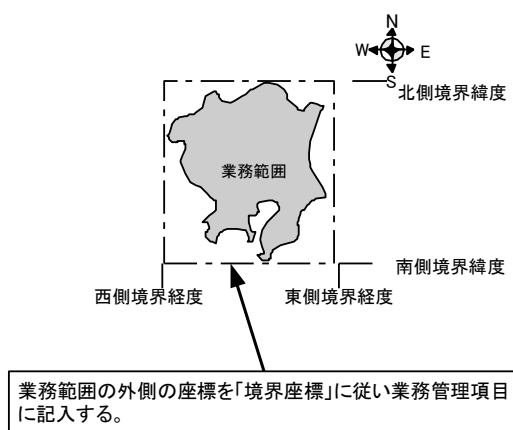 N
W E
S
北側境界緯度
業務範囲
南側境界緯度
西側境界経度 東側境界経度
業務範囲の外側の座標を「境界座標」に従い業務管理項目
に記入する。